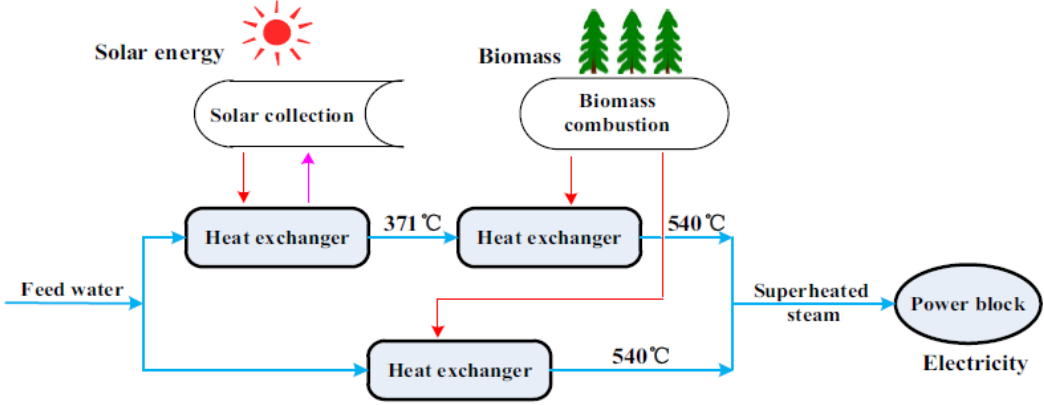 Solar energy
Biomass
Solar collection
Biomass
combustion
Heat exchanger
371℃
Heat exchanger
540℃
Feed water
Superheated
steam
Power block
Heat exchanger
540℃
Electricity